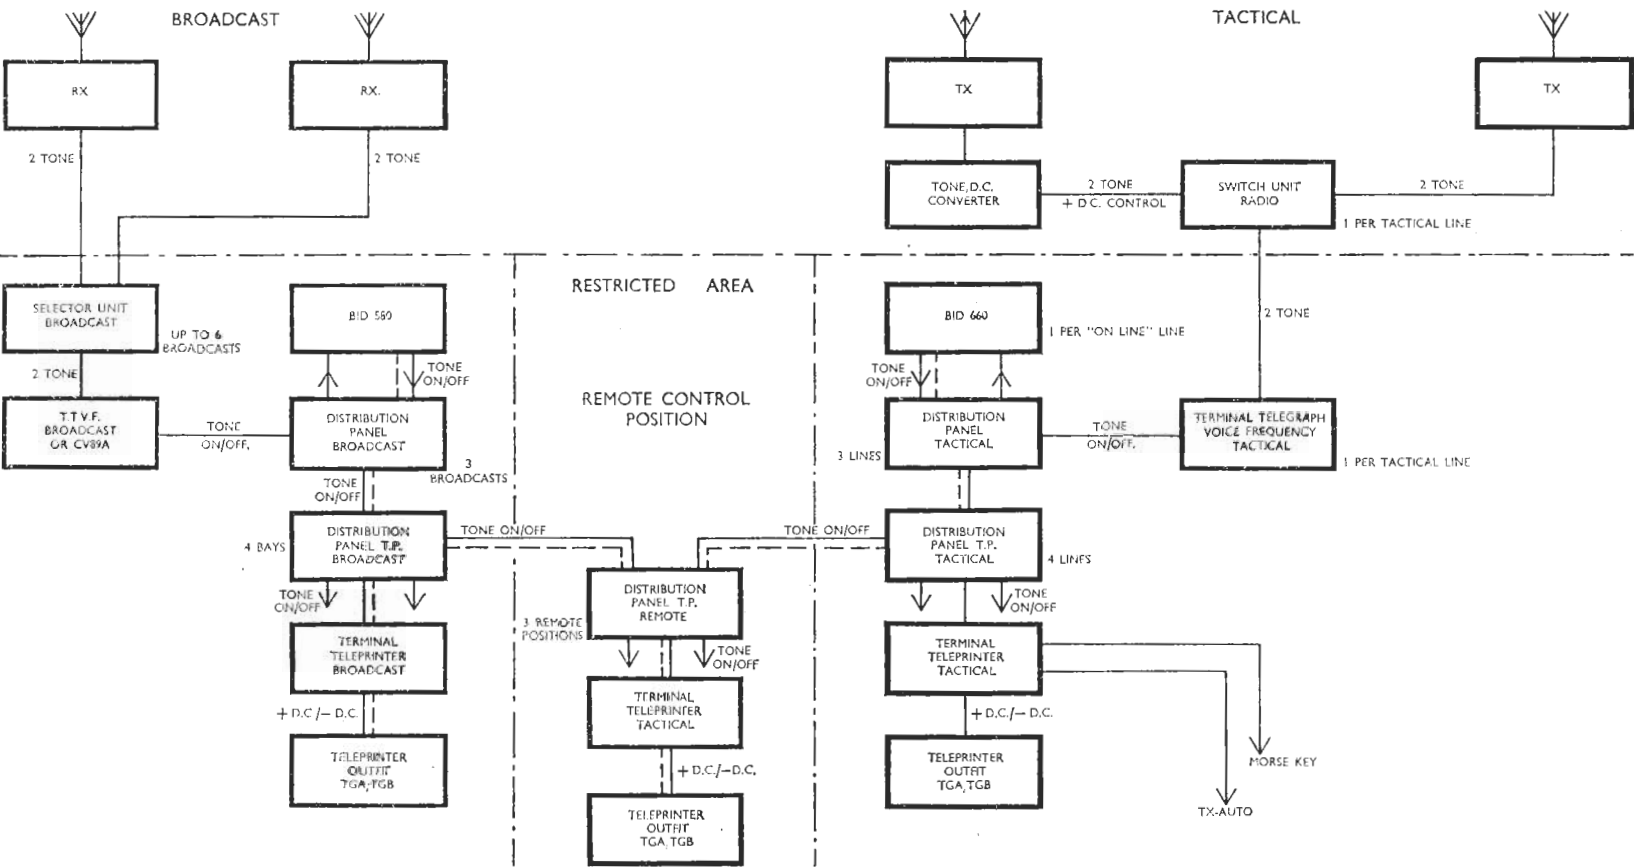 BROADCAST
TACTICAL
RX
RX.
TX
TX
2 TONE
2 TONE
TONE, D.C.
CONVERTER
2 TONE
+ D.C. CONTROL
SWITCH UNIT
RADIO
2 TONE
1 PER TACTICAL LINE
SELECTOR UNIT
BROADCAST
UP TO 6
BROADCASTS
2 TONE
T.T.V.F.
BROADCAST
OR CV89A
TONE
ON/OFF.
BID 580
TONE
ON/OFF
DISTRIBUTION
PANEL
BROADCAST
3
BROADCASTS
TONE
ON/OFF
DISTRIBUTION
PANEL T.P.
BROADCAST
4 BAYS
TONE ON/OFF
TONE
ON/OFF
TERMINAL
TELEPRINTER
BROADCAST
+ D.C./− D.C.
TELEPRINTER
OUTFIT
TGA, TGB
RESTRICTED AREA
REMOTE CONTROL
POSITION
DISTRIBUTION
PANEL T.P.
REMOTE
3 REMOTE
POSITIONS
TONE
ON/OFF
TERMINAL
TELEPRINTER
TACTICAL
+ D.C./−D.C.
TELEPRINTER
OUTFIT
TGA, TGB
BID 660
1 PER "ON LINE" LINE
TONE
ON/OFF
DISTRIBUTION
PANEL
TACTICAL
3 LINES
TONE
ON/OFF.
2 TONE
TERMINAL TELEGRAPH
VOICE FREQUENCY
TACTICAL
1 PER TACTICAL LINE
TONE ON/OFF
DISTRIBUTION
PANEL T.P.
TACTICAL
4 LINES
TONE
ON/OFF
TERMINAL
TELEPRINTER
TACTICAL
+ D.C./− D.C.
TELEPRINTER
OUTFIT
TGA, TGB
MORSE KEY
TX-AUTO